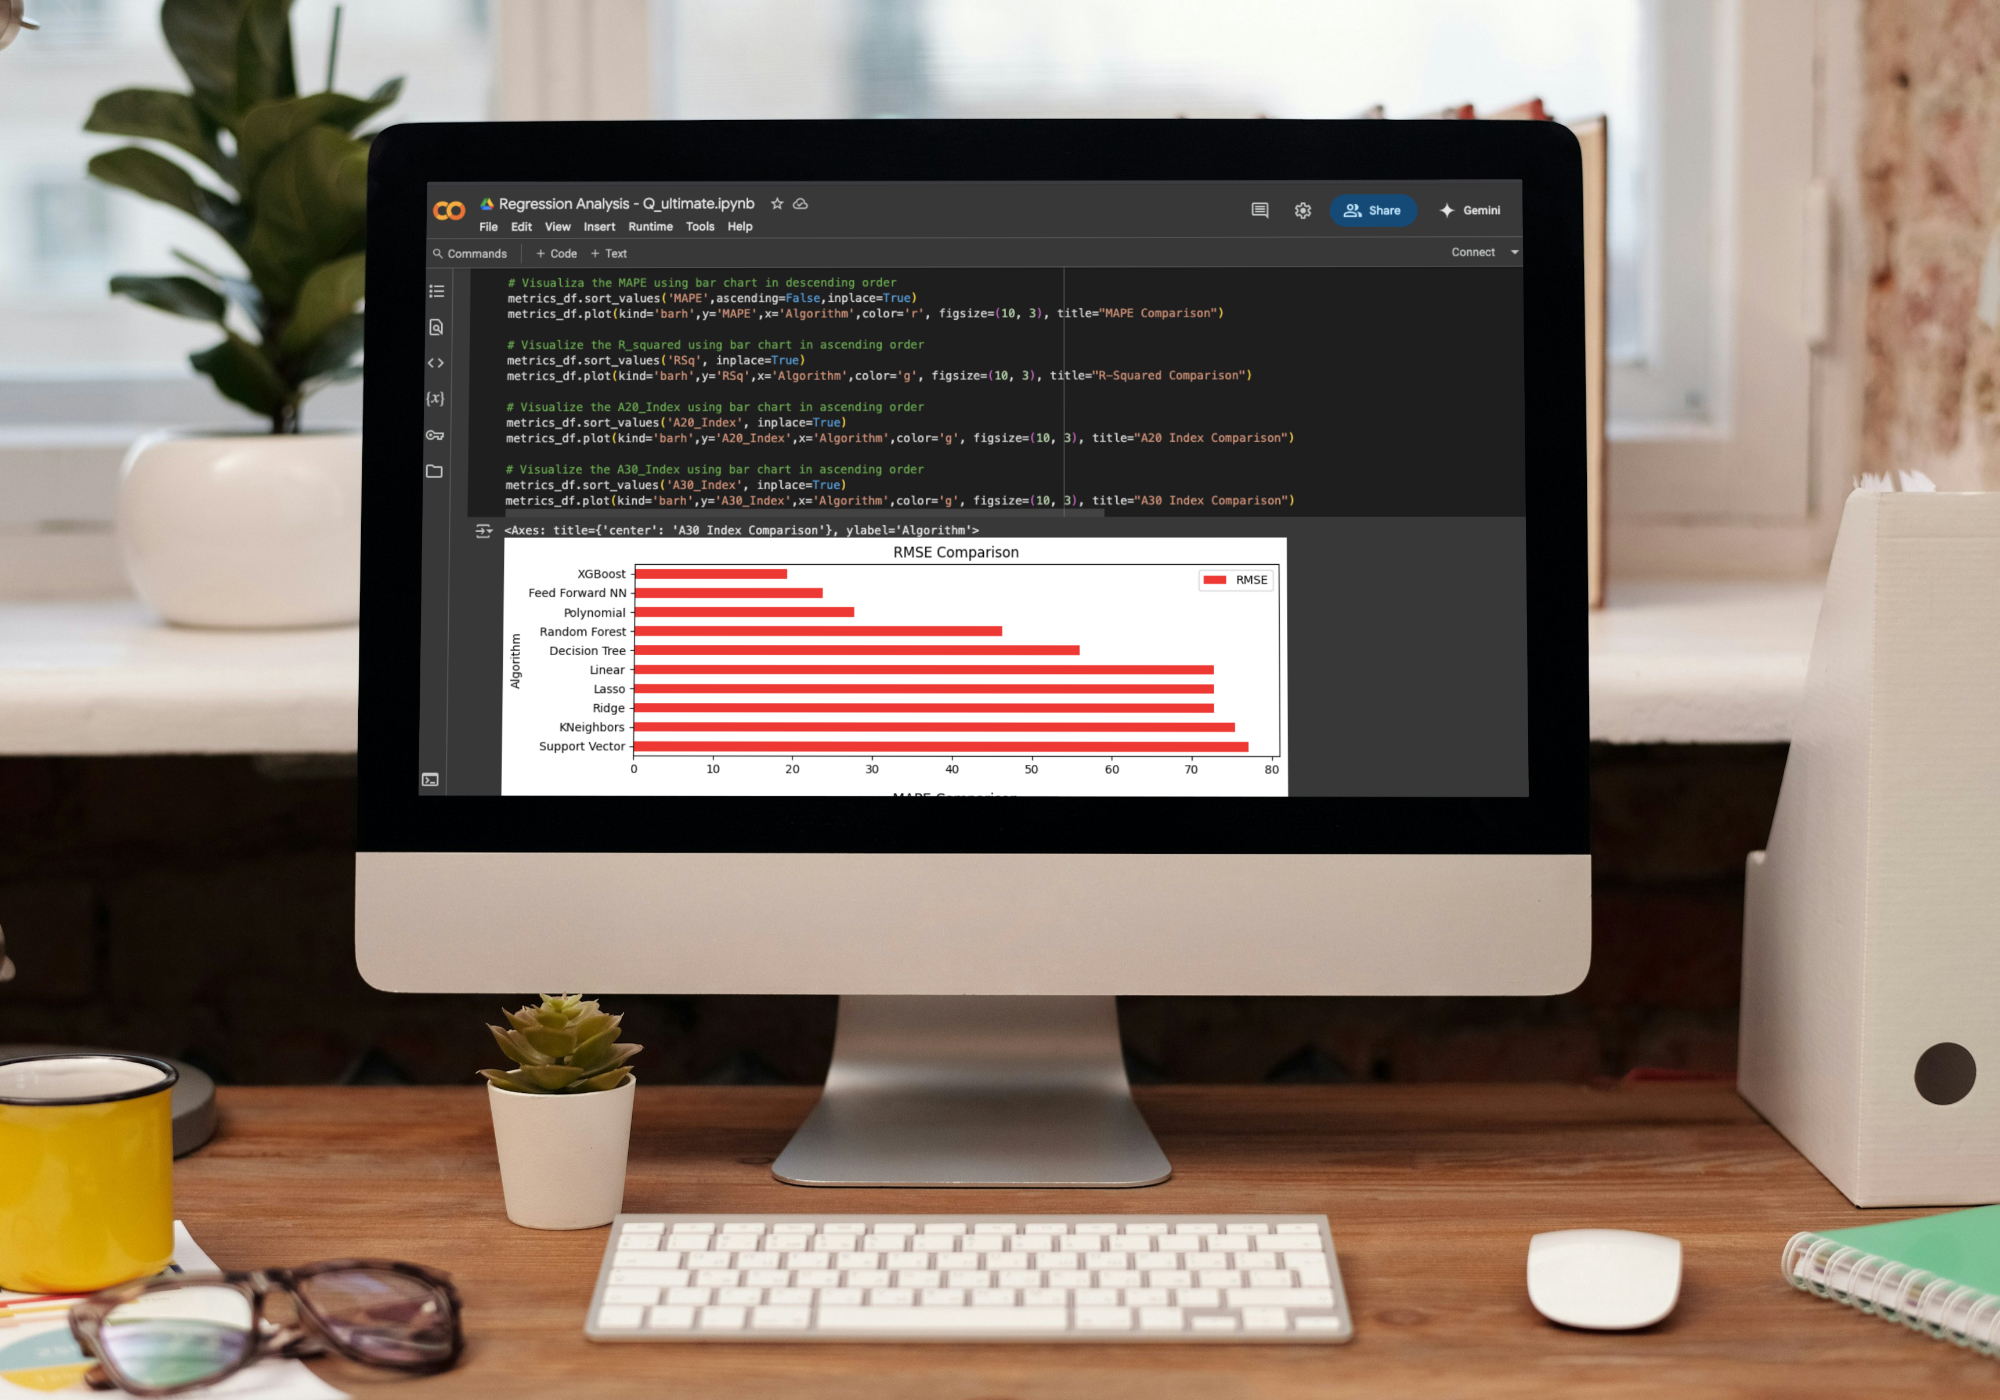 Regression Analysis - Q_ultimate.ipynb
File Edit View Insert Runtime Tools Help
Share
Gemini
Commands + Code + Text
Connect
# Visualiza the MAPE using bar chart in descending order
metrics_df.sort_values('MAPE',ascending=False,inplace=True)
metrics_df.plot(kind='barh',y='MAPE',x='Algorithm',color='r', figsize=(10, 3), title="MAPE Comparison")
# Visualize the R_squared using bar chart in ascending order
metrics_df.sort_values('RSq', inplace=True)
metrics_df.plot(kind='barh',y='RSq',x='Algorithm',color='g', figsize=(10, 3), title="R-Squared Comparison")
# Visualize the A20_Index using bar chart in ascending order
metrics_df.sort_values('A20_Index', inplace=True)
metrics_df.plot(kind='barh',y='A20_Index',x='Algorithm',color='g', figsize=(10, 3), title="A20 Index Comparison")
# Visualize the A30_Index using bar chart in ascending order
metrics_df.sort_values('A30_Index', inplace=True)
metrics_df.plot(kind='barh',y='A30_Index',x='Algorithm',color='g', figsize=(10, 3), title="A30 Index Comparison")
<Axes: title={'center': 'A30 Index Comparison'}, ylabel='Algorithm'>
RMSE Comparison
RMSE
Algorithm
XGBoost
Feed Forward NN
Polynomial
Random Forest
Decision Tree
Linear
Lasso
Ridge
KNeighbors
Support Vector
0 10 20 30 40 50 60 70 80
MAPE Comparison